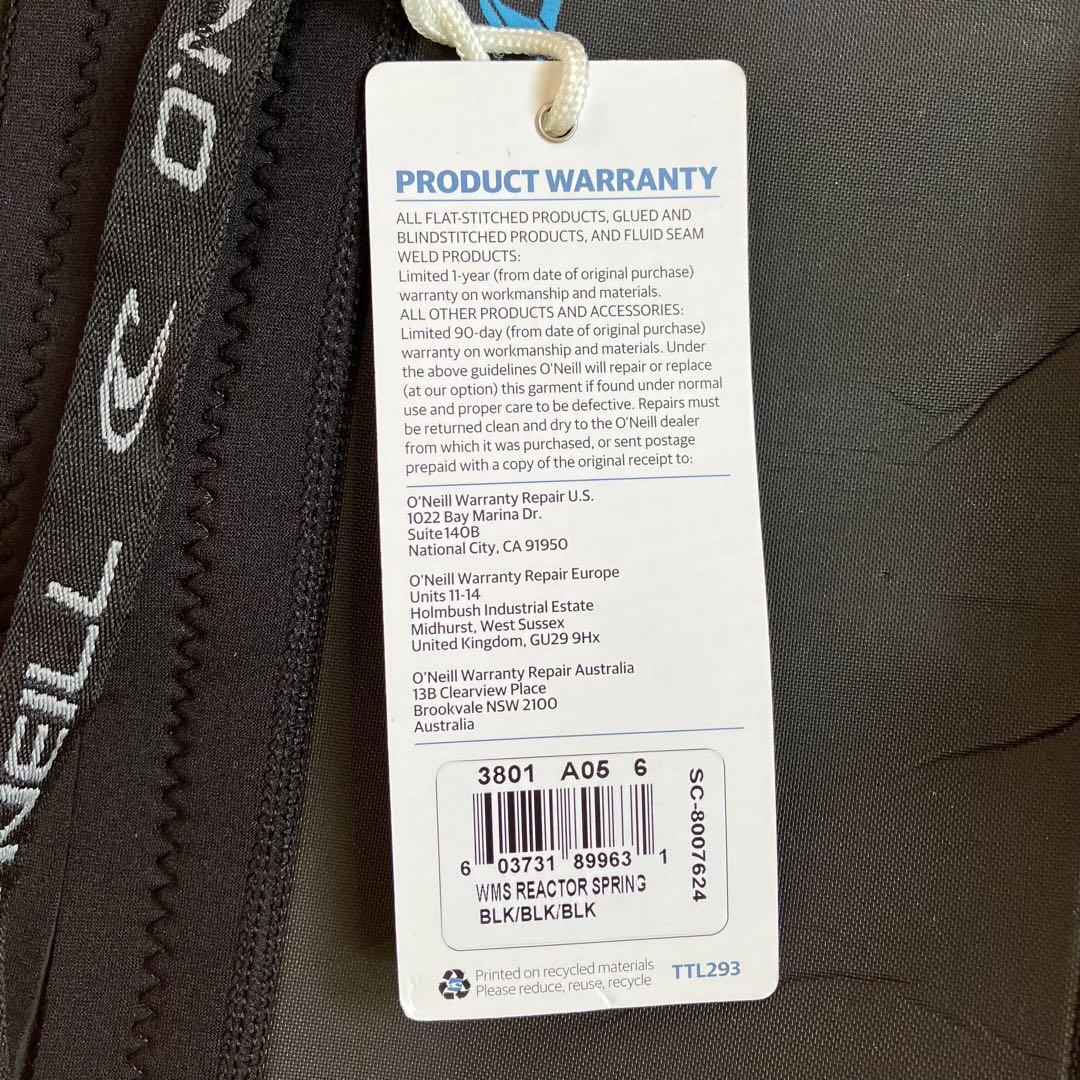 O'N
NEILL
PRODUCT WARRANTY
ALL FLAT-STITCHED PRODUCTS, GLUED AND
BLINDSTITCHED PRODUCTS, AND FLUID SEAM
WELD PRODUCTS:
Limited 1-year (from date of original purchase)
warranty on workmanship and materials.
ALL OTHER PRODUCTS AND ACCESSORIES:
Limited 90-day (from date of original purchase)
warranty on workmanship and materials. Under
the above guidelines O'Neill will repair or replace
(at our option) this garment if found under normal
use and proper care to be defective. Repairs must
be returned clean and dry to the O'Neill dealer
from which it was purchased, or sent postage
prepaid with a copy of the original receipt to:
O'Neill Warranty Repair U.S.
1022 Bay Marina Dr.
Suite 140B
National City, CA 91950
O'Neill Warranty Repair Europe
Units 11-14
Holmbush Industrial Estate
Midhurst, West Sussex
United Kingdom, GU29 9Hx
O'Neill Warranty Repair Australia
13B Clearview Place
Brookvale NSW 2100
Australia
3801 A05 6
6 03731 89963 1
WMS REACTOR SPRING
BLK/BLK/BLK
SC-8007624
Printed on recycled materials
Please reduce, reuse, recycle
TTL293